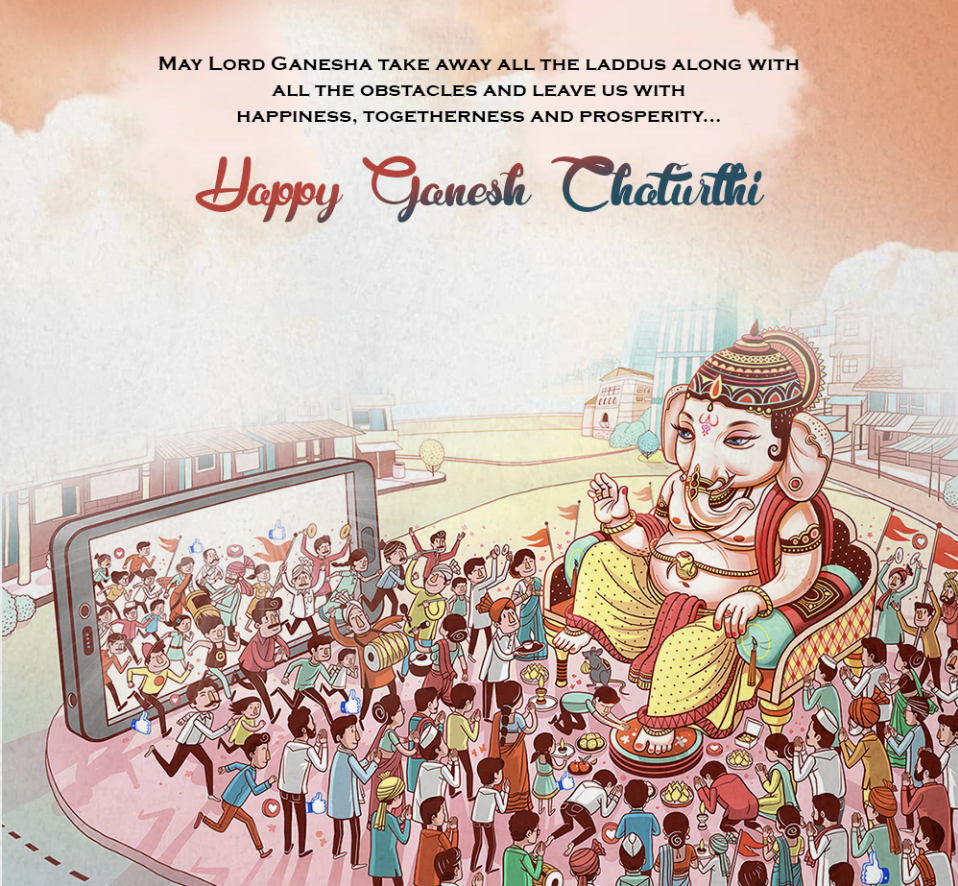 May Lord Ganesha take away all the laddus along with
all the obstacles and leave us with
happiness, togetherness and prosperity...
Happy Ganesh Chaturthi